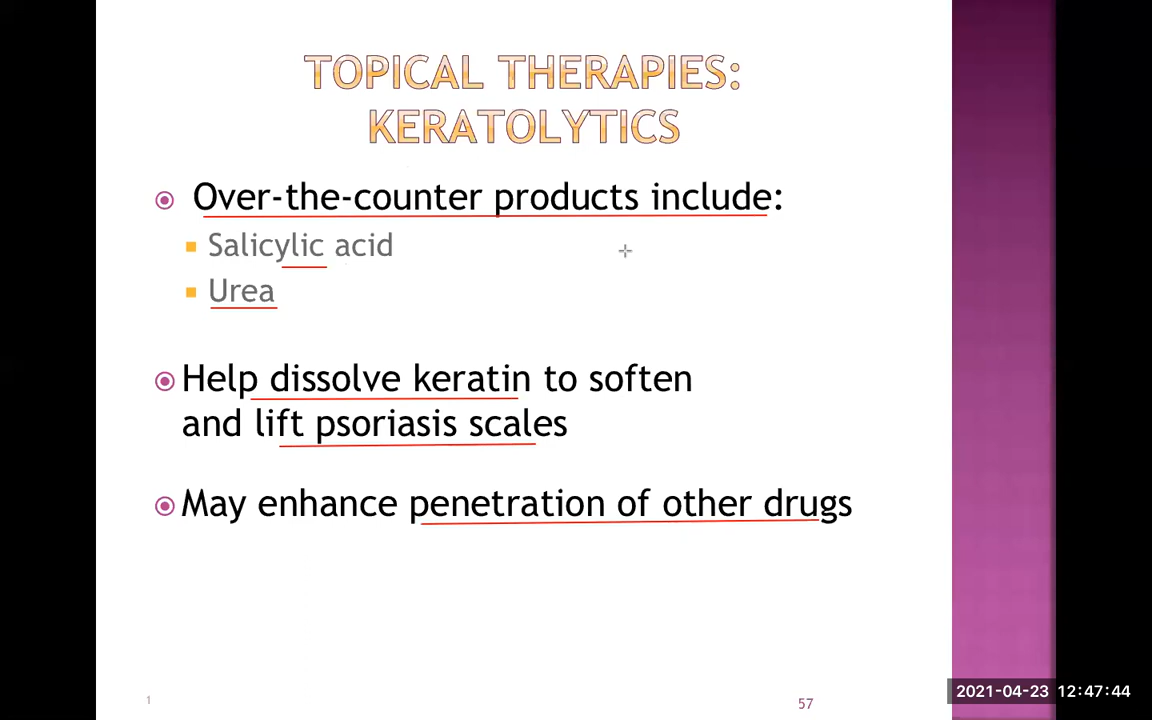 TOPICAL THERAPIES:
KERATOLYTICS
Over-the-counter products include:
Salicylic acid
Urea
Help dissolve keratin to soften
and lift psoriasis scales
May enhance penetration of other drugs
1
57
2021-04-23 12:47:44